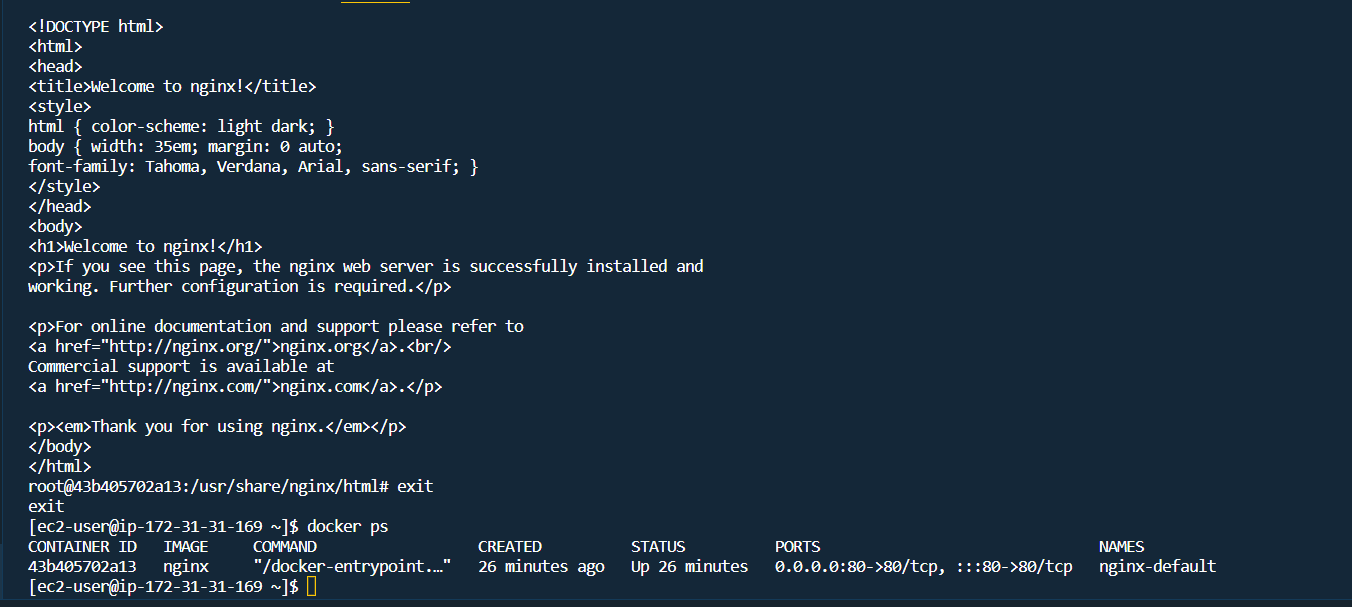 <!DOCTYPE html>
<html>
<head>
<title>Welcome to nginx!</title>
<style>
html { color-scheme: light dark; }
body { width: 35em; margin: 0 auto;
font-family: Tahoma, Verdana, Arial, sans-serif; }
</style>
</head>
<body>
<h1>Welcome to nginx!</h1>
<p>If you see this page, the nginx web server is successfully installed and
working. Further configuration is required.</p>

<p>For online documentation and support please refer to
<a href="http://nginx.org/">nginx.org</a>.<br/>
Commercial support is available at
<a href="http://nginx.com/">nginx.com</a>.</p>

<p><em>Thank you for using nginx.</em></p>
</body>
</html>
root@43b405702a13:/usr/share/nginx/html# exit
exit
[ec2-user@ip-172-31-31-169 ~]$ docker ps
CONTAINER ID   IMAGE     COMMAND                  CREATED          STATUS          PORTS                               NAMES
43b405702a13   nginx     "/docker-entrypoint.…"   26 minutes ago   Up 26 minutes   0.0.0.0:80->80/tcp, :::80->80/tcp   nginx-default
[ec2-user@ip-172-31-31-169 ~]$